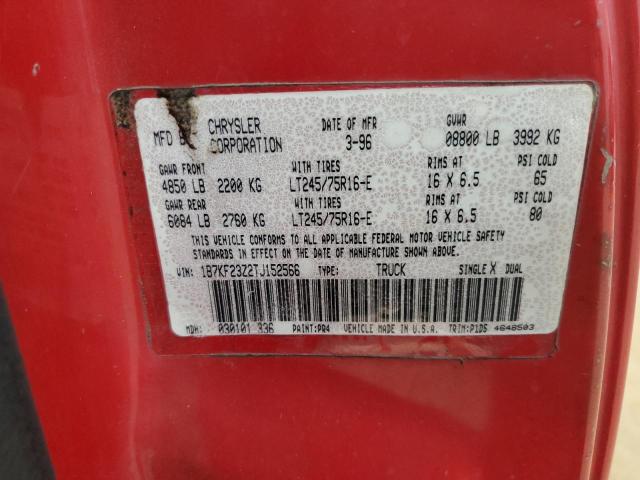 MFD B CHRYSLER CORPORATION DATE OF MFR 3-96 GVWR 08800 LB 3992 KG
GAWR FRONT WITH TIRES RIMS AT PSI COLD
4850 LB 2200 KG LT245/75R16-E 16 X 6.5 65
GAWR REAR WITH TIRES RIMS AT PSI COLD
6084 LB 2760 KG LT245/75R16-E 16 X 6.5 80
THIS VEHICLE CONFORMS TO ALL APPLICABLE FEDERAL MOTOR VEHICLE SAFETY
STANDARDS IN EFFECT ON THE DATE OF MANUFACTURE SHOWN ABOVE.
VIN: 1B7KF23Z2TJ152566 TYPE: TRUCK SINGLE X DUAL
MDH: 030101 336 PAINT:PR4 VEHICLE MADE IN U.S.A. TRIM:P1D5 4648503